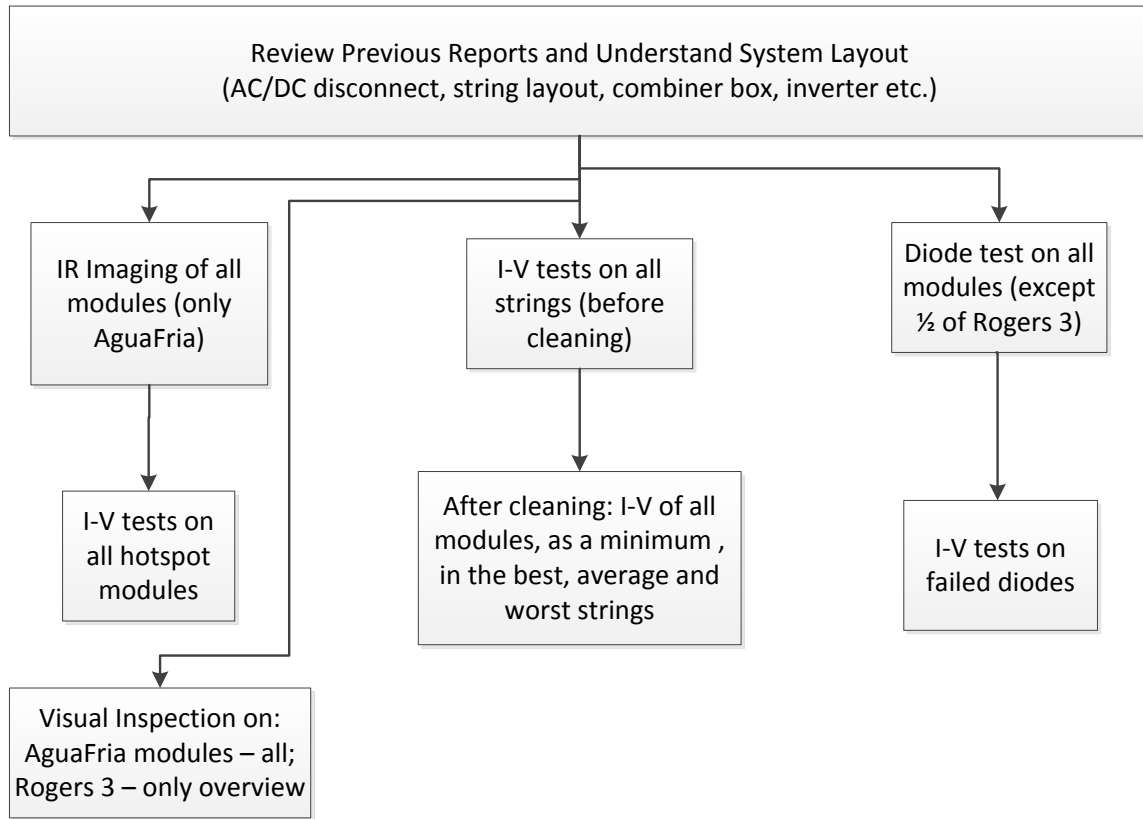 Review Previous Reports and Understand System Layout
(AC/DC disconnect, string layout, combiner box, inverter etc.)
IR Imaging of all
modules (only
AguaFria)
I-V tests on all
strings (before
cleaning)
Diode test on all
modules (except
½ of Rogers 3)
I-V tests on
all hotspot
modules
After cleaning: I-V of all
modules, as a minimum ,
in the best, average and
worst strings
I-V tests on
failed diodes
Visual Inspection on:
AguaFria modules – all;
Rogers 3 – only overview